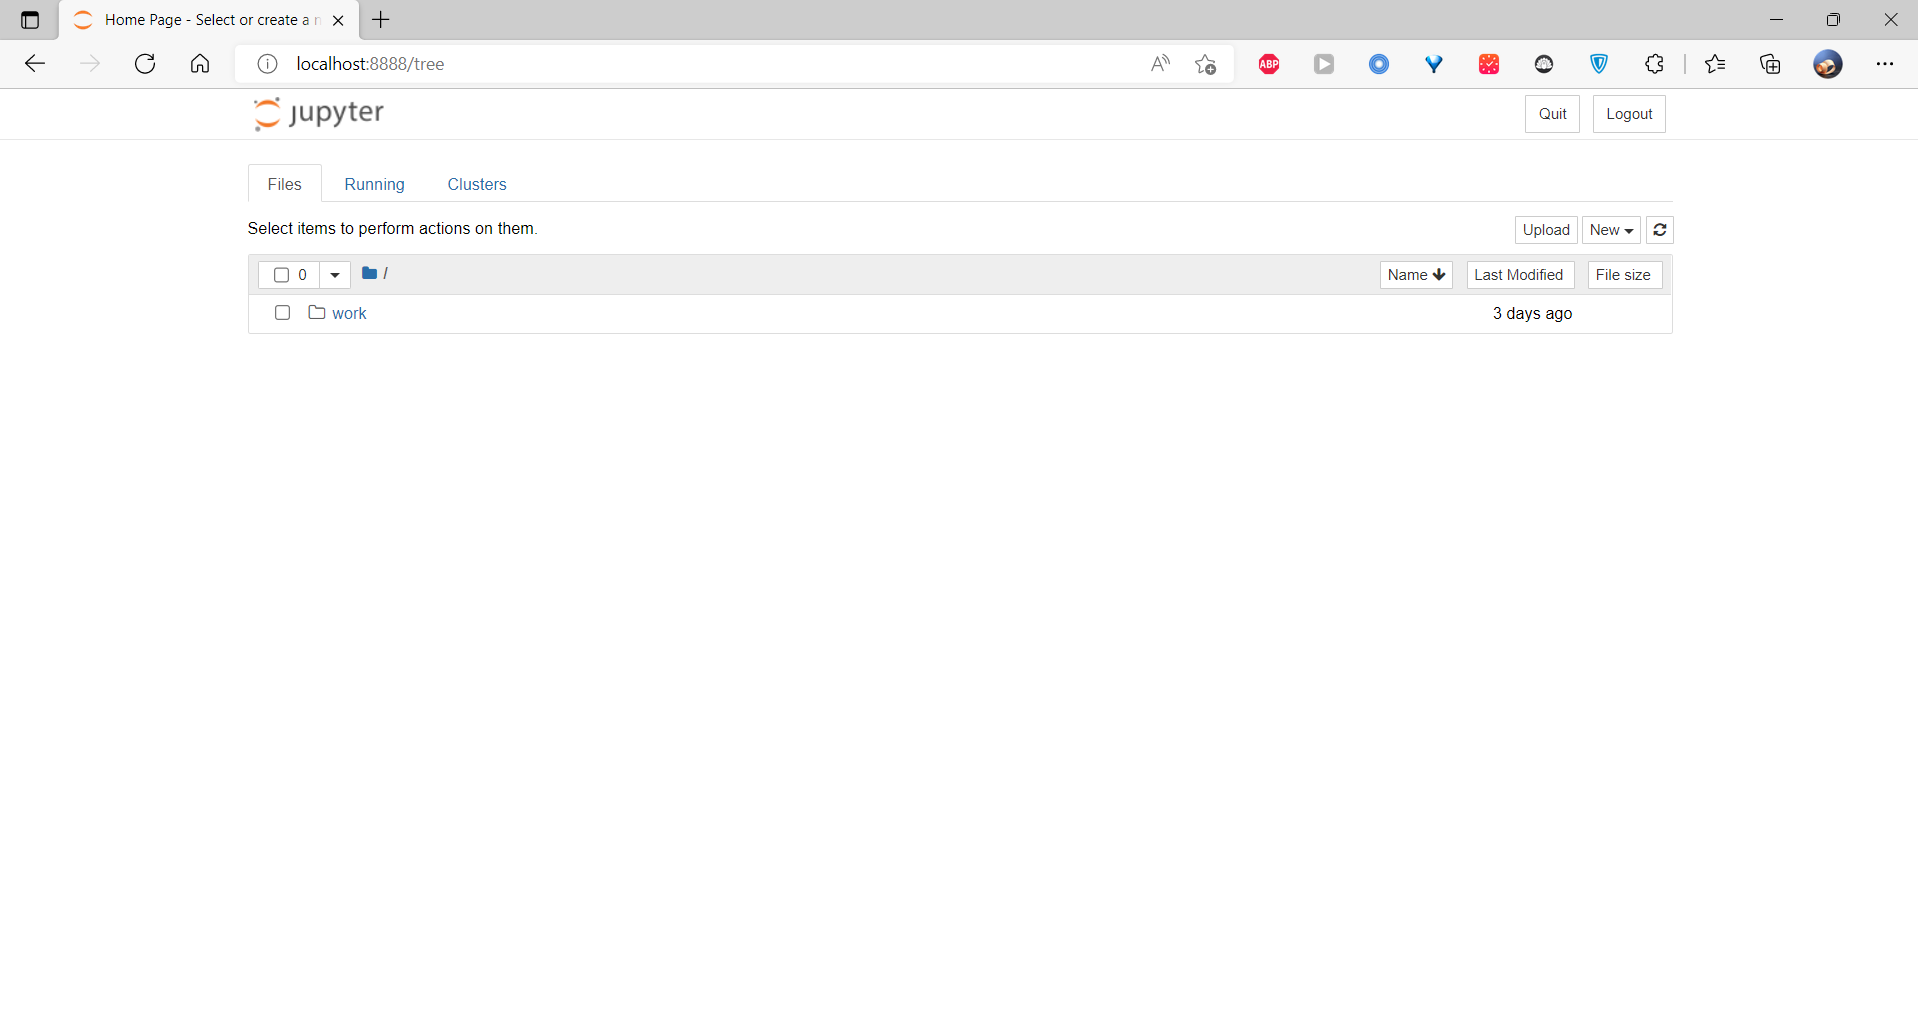 Home Page - Select or create a n
localhost:8888/tree
ABP
jupyter
Quit
Logout
Files
Running
Clusters
Select items to perform actions on them.
Upload
New
0
/
Name
Last Modified
File size
work
3 days ago